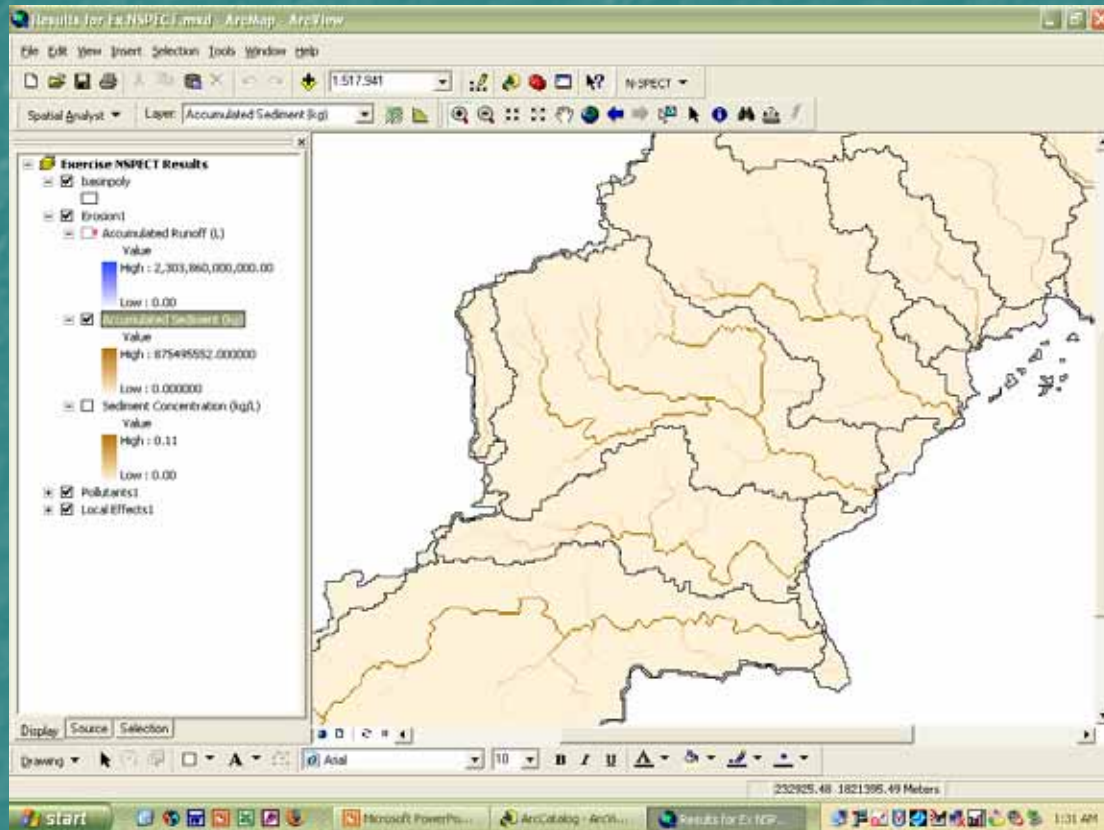 Results for Ex NSPECT.mxd - ArcMap - ArcView
File Edit View Insert Selection Tools Window Help
1:517,941
N-SPECT
Spatial Analyst Layer: Accumulated Sediment (kg)
Exercise NSPECT Results
basinpoly
Erosion1
Accumulated Runoff (L)
Value
High : 2,303,860,000,000.00
Low : 0.00
Accumulated Sediment (kg)
Value
High : 875495552.000000
Low : 0.000000
Sediment Concentration (kg/L)
Value
High : 0.11
Low : 0.00
Pollutants1
Local Effects1
Display Source Selection
Drawing A Arial 10 B I U A
232925.48 1821395.49 Meters
start Microsoft PowerPo... ArcCatalog - ArcVi... Results for Ex NSP... 1:31 AM